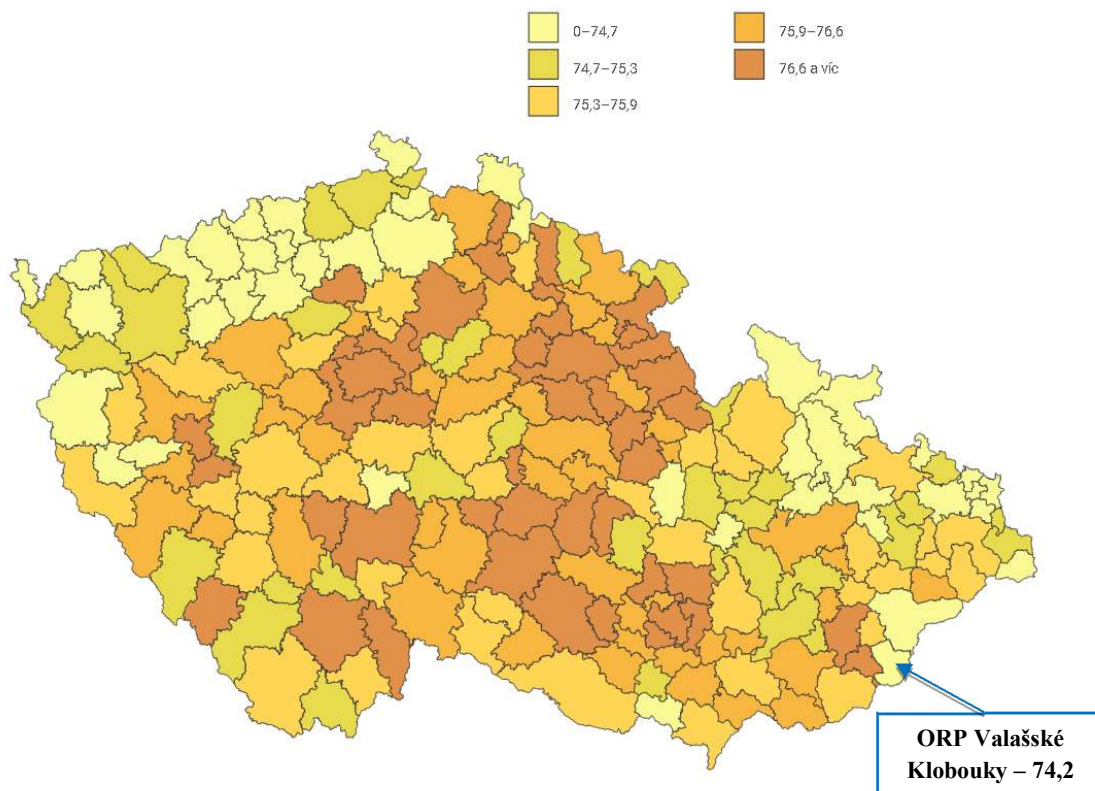 0–74,7
74,7–75,3
75,3–75,9
75,9–76,6
76,6 a víc
ORP Valašské
Klobouky – 74,2